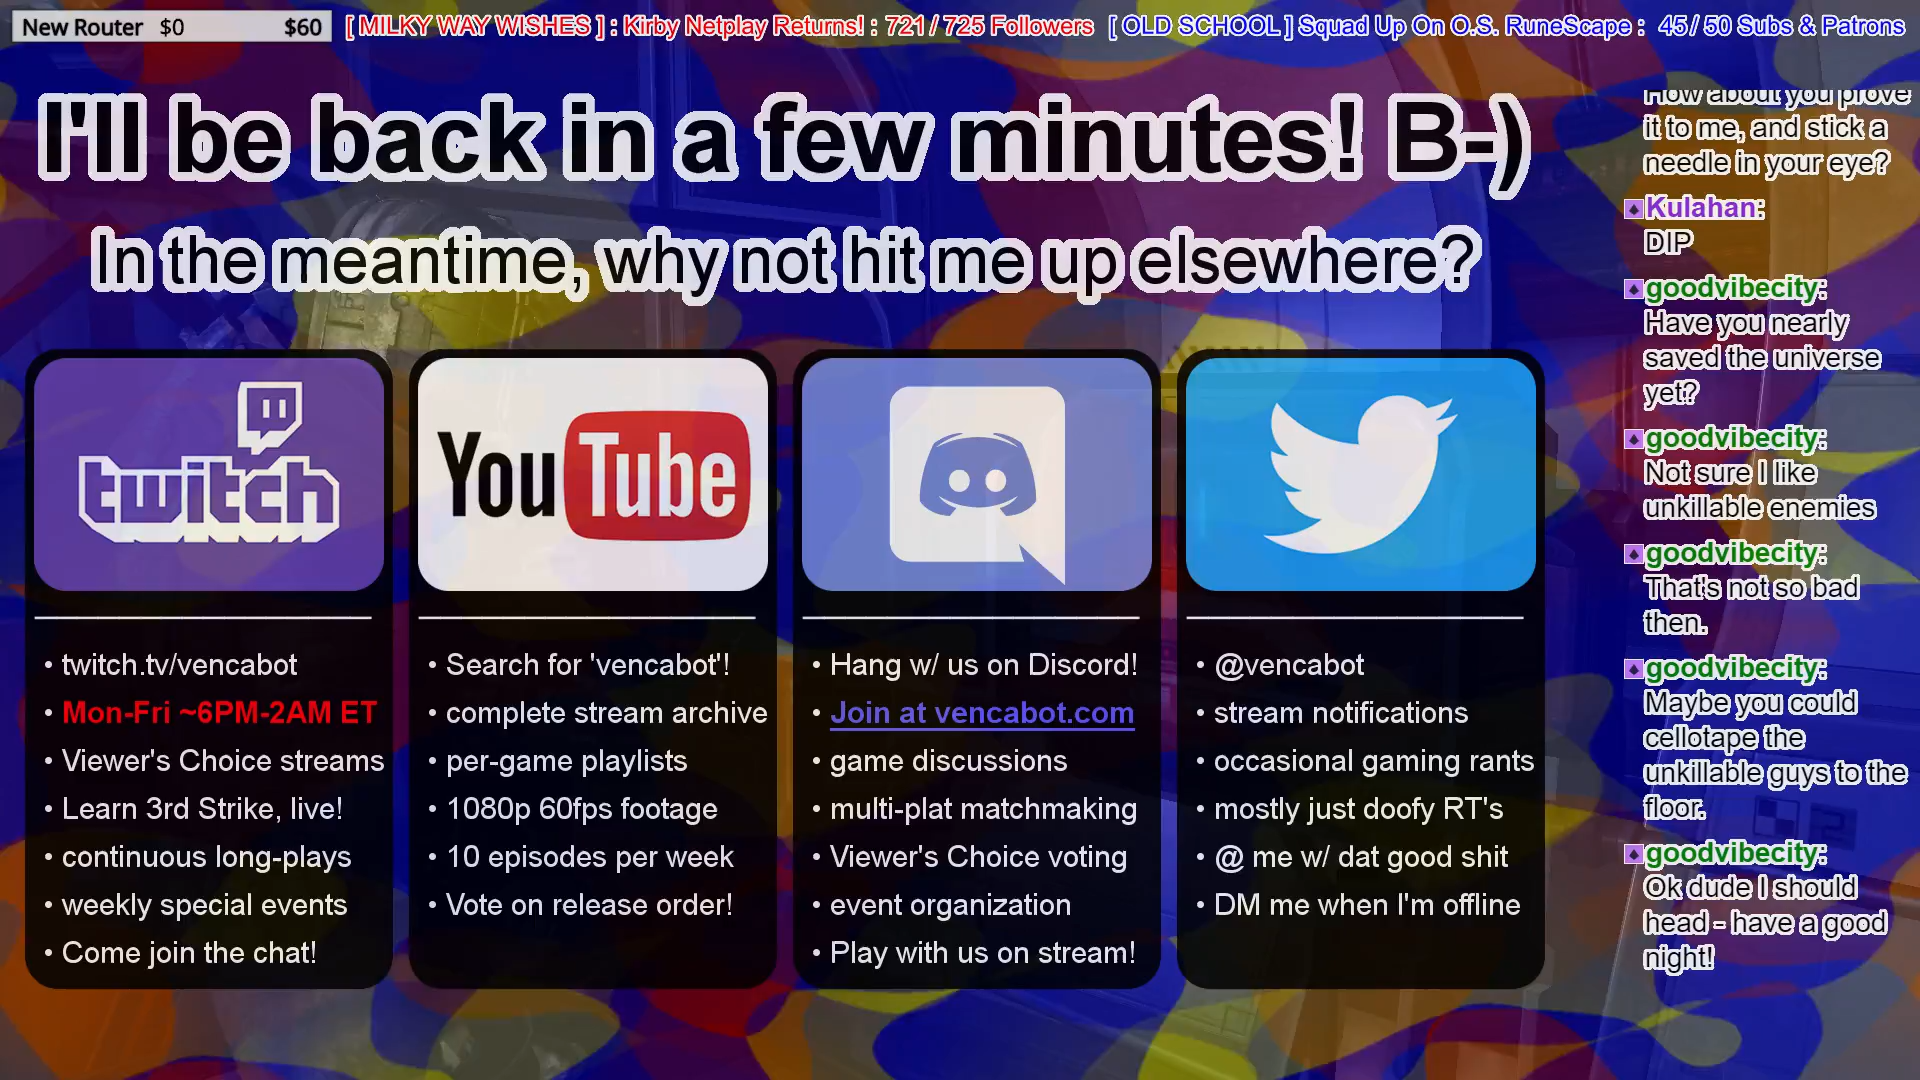 New Router $0 $60
[ MILKY WAY WISHES ] : Kirby Netplay Returns! : 721 / 725 Followers
[ OLD SCHOOL ] Squad Up On O.S. RuneScape : 45 / 50 Subs & Patrons
I'll be back in a few minutes! B-)
In the meantime, why not hit me up elsewhere?
twitch
• twitch.tv/vencabot
• Mon-Fri ~6PM-2AM ET
• Viewer's Choice streams
• Learn 3rd Strike, live!
• continuous long-plays
• weekly special events
• Come join the chat!
YouTube
• Search for 'vencabot'!
• complete stream archive
• per-game playlists
• 1080p 60fps footage
• 10 episodes per week
• Vote on release order!
• Hang w/ us on Discord!
• Join at vencabot.com
• game discussions
• multi-plat matchmaking
• Viewer's Choice voting
• event organization
• Play with us on stream!
• @vencabot
• stream notifications
• occasional gaming rants
• mostly just doofy RT's
• @ me w/ dat good shit
• DM me when I'm offline
How about you prove
it to me, and stick a
needle in your eye?
Kulahan:
DIP
goodvibecity:
Have you nearly
saved the universe
yet?
goodvibecity:
Not sure I like
unkillable enemies
goodvibecity:
That's not so bad
then.
goodvibecity:
Maybe you could
cellotape the
unkillable guys to the
floor.
goodvibecity:
Ok dude I should
head - have a good
night!